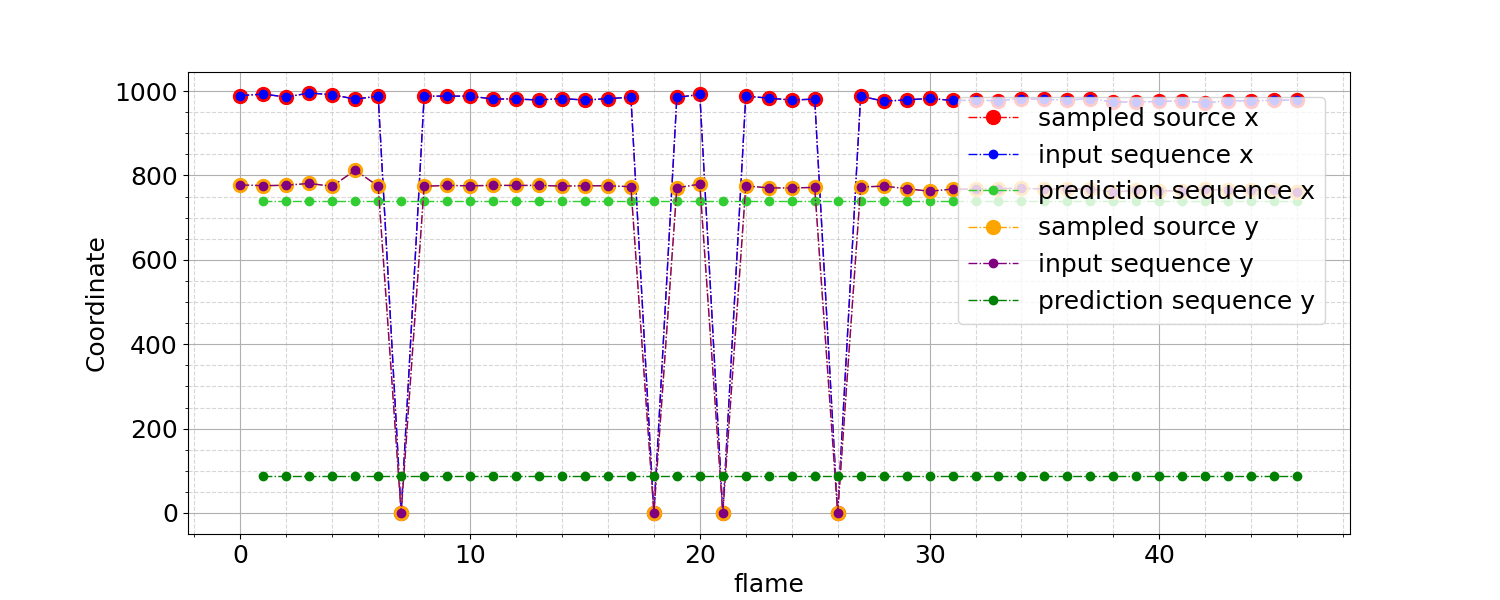 1000
800
600
400
200
0
Coordinate
0 10 20 30 40
flame
sampled source x
input sequence x
prediction sequence x
sampled source y
input sequence y
prediction sequence y